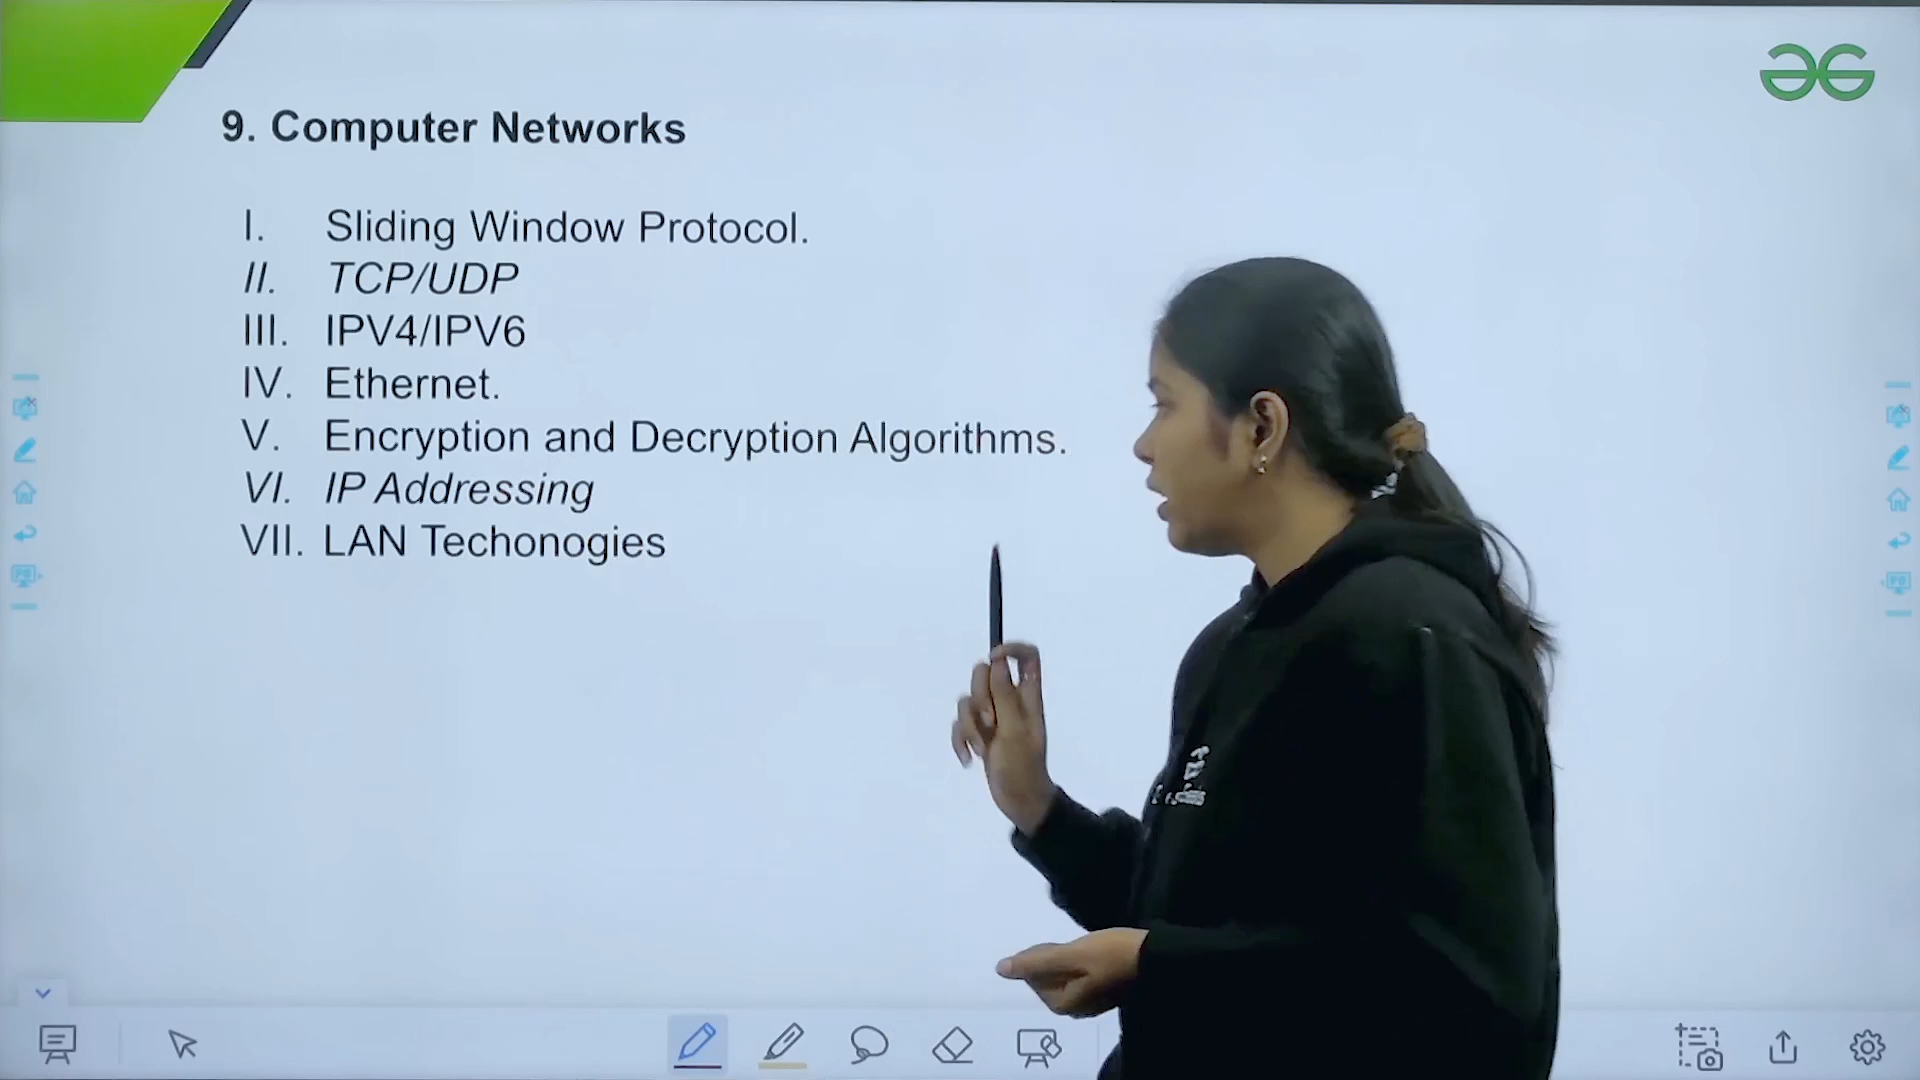 9. Computer Networks
I. Sliding Window Protocol.
II. TCP/UDP
III. IPV4/IPV6
IV. Ethernet.
V. Encryption and Decryption Algorithms.
VI. IP Addressing
VII. LAN Techonogies